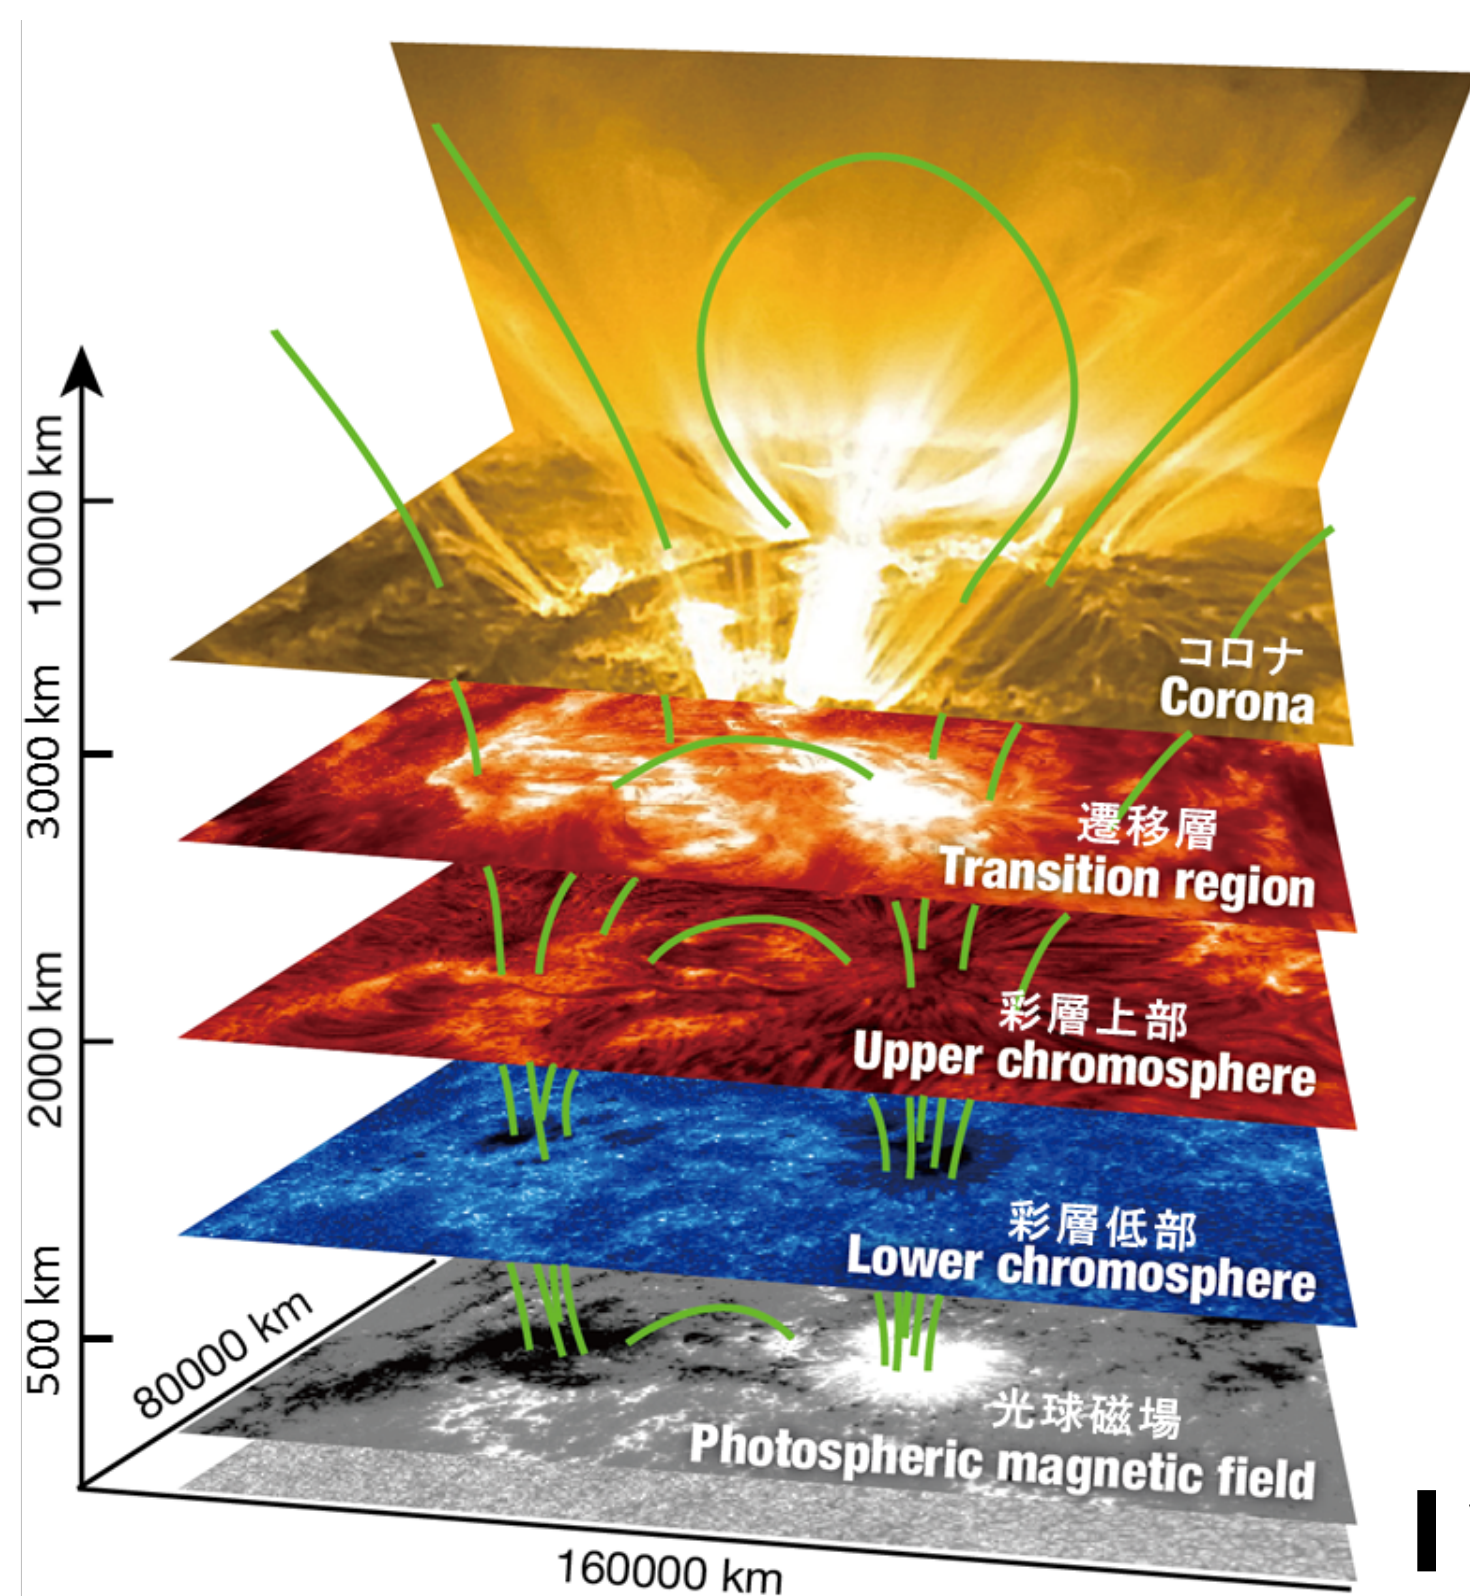 コロナ
Corona
10000 km
3000 km
遷移層
Transition region
2000 km
彩層上部
Upper chromosphere
彩層低部
Lower chromosphere
500 km
80000 km
光球磁場
Photospheric magnetic field
160000 km